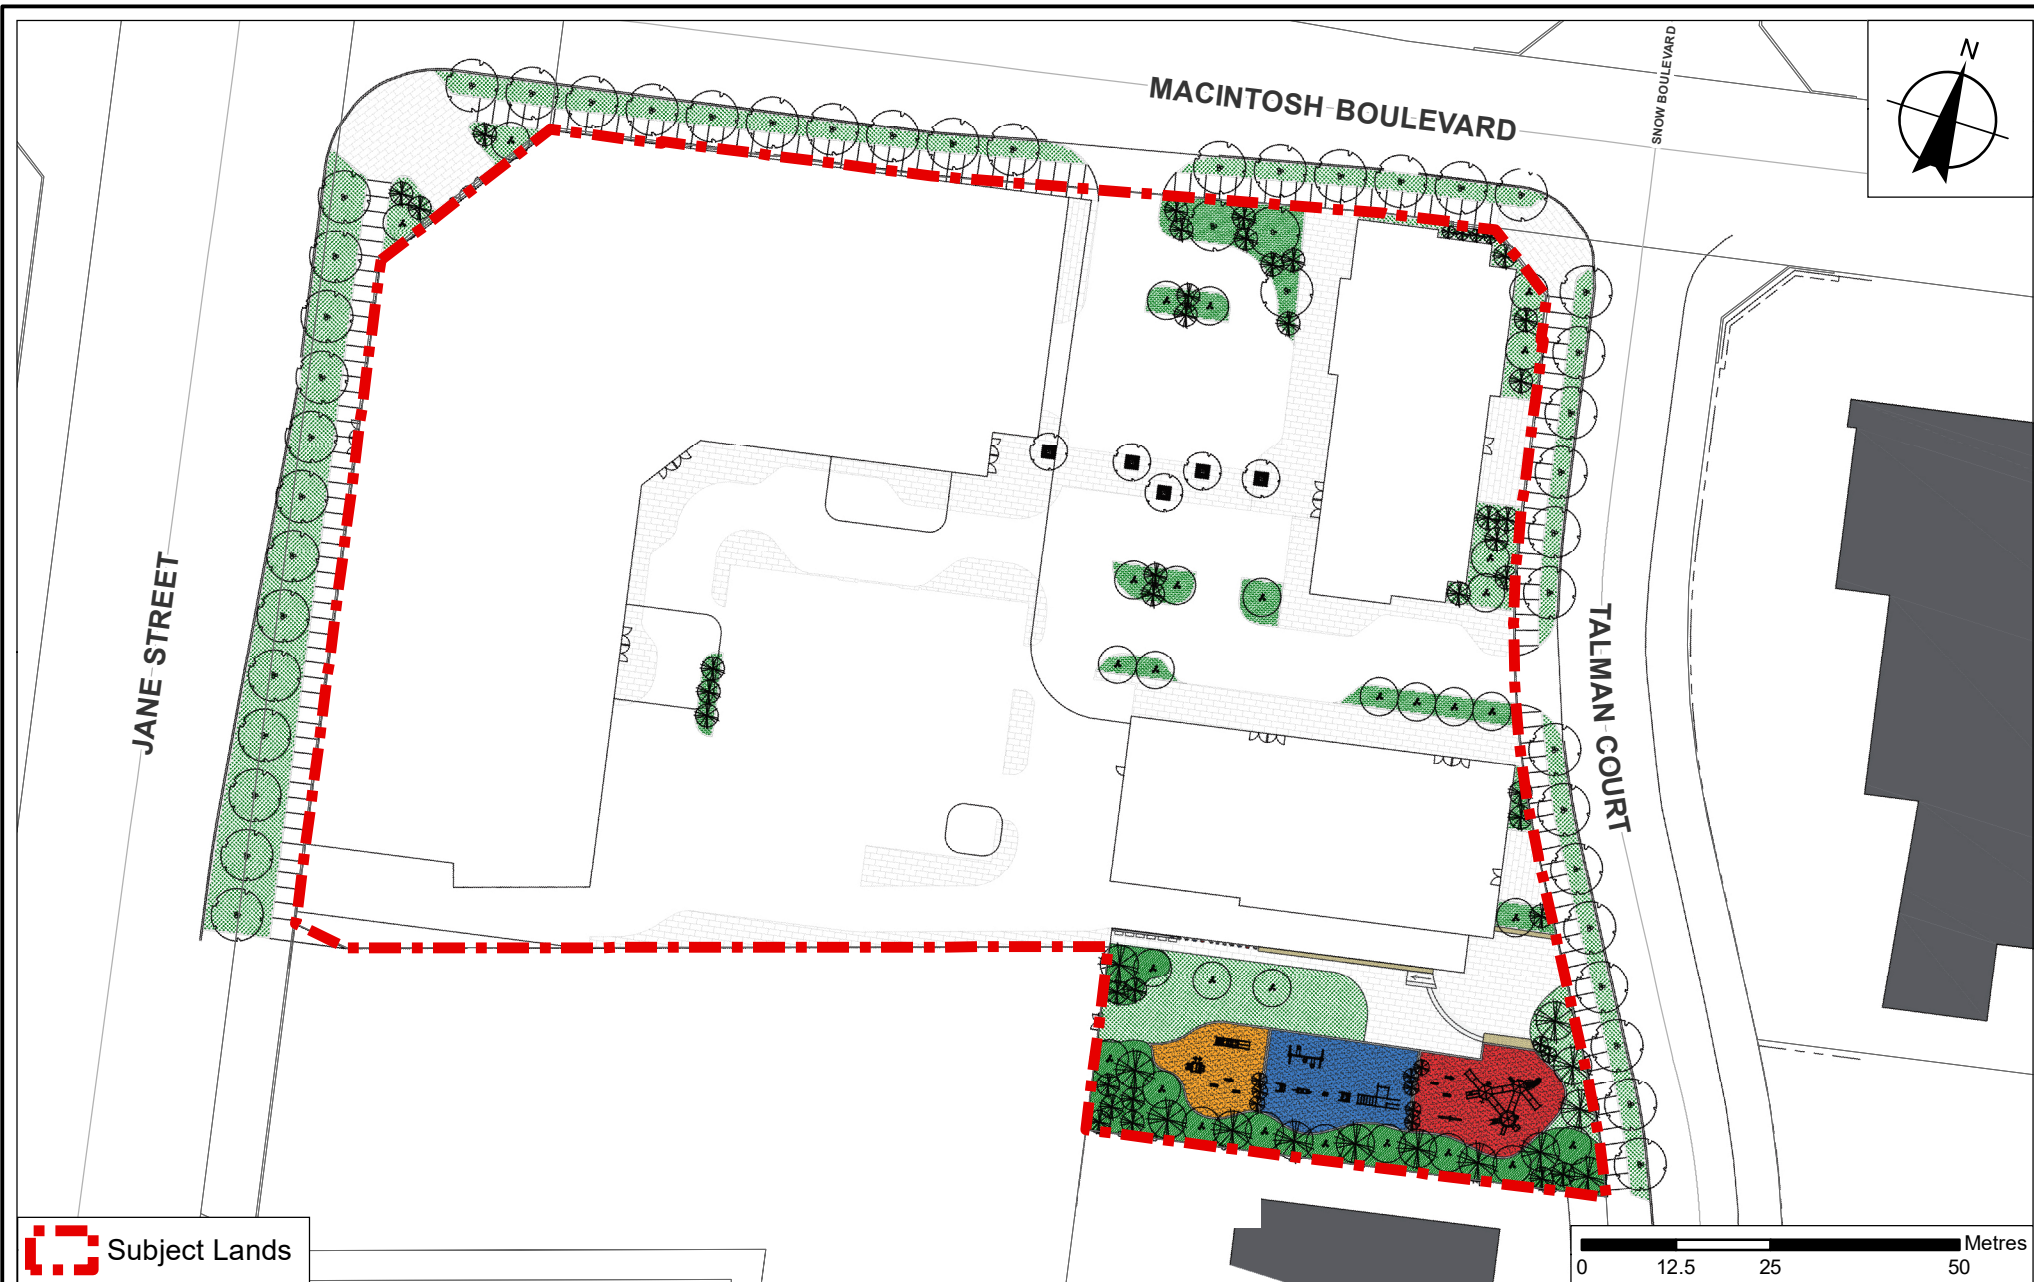 MACINTOSH BOULEVARD
SNOW BOULEVARD
N
JANE STREET
TALMAN COURT
Subject Lands
Metres
0 12.5 25 50